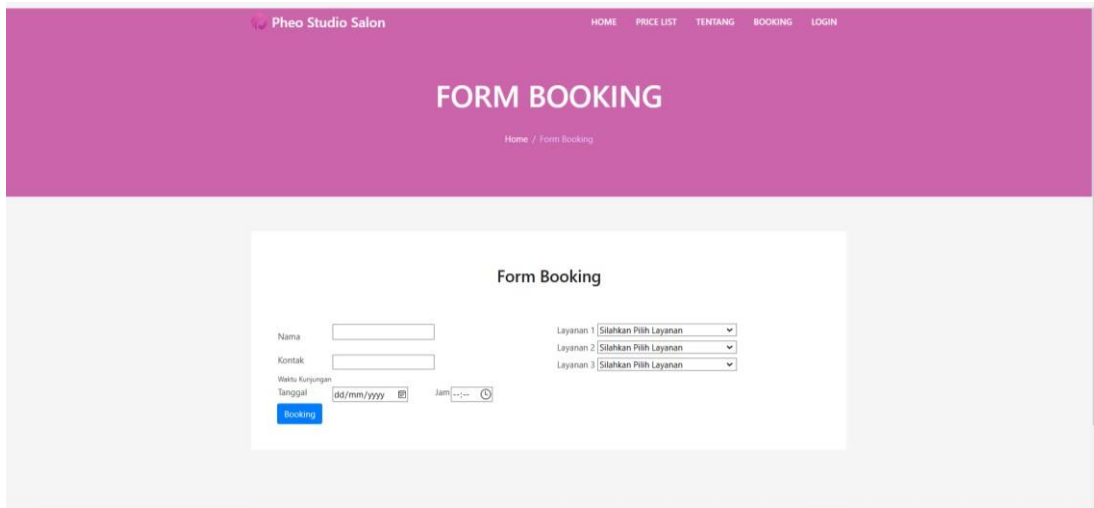 Pheo Studio Salon HOME PRICE LIST TENTANG BOOKING LOGIN
FORM BOOKING
Home / Form Booking
Form Booking
Nama
Kontak
Waktu Kunjungan
Tanggal dd/mm/yyyy Jam --:--
Booking
Layanan 1 Silahkan Pilih Layanan
Layanan 2 Silahkan Pilih Layanan
Layanan 3 Silahkan Pilih Layanan